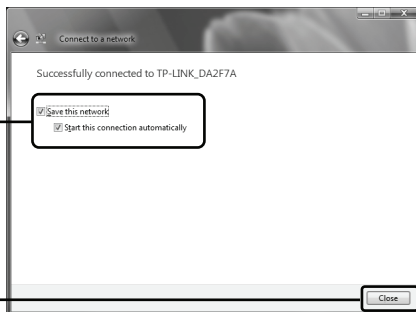 Connect to a network
Successfully connected to TP-LINK_DA2F7A
Save this network
Start this connection automatically
Close